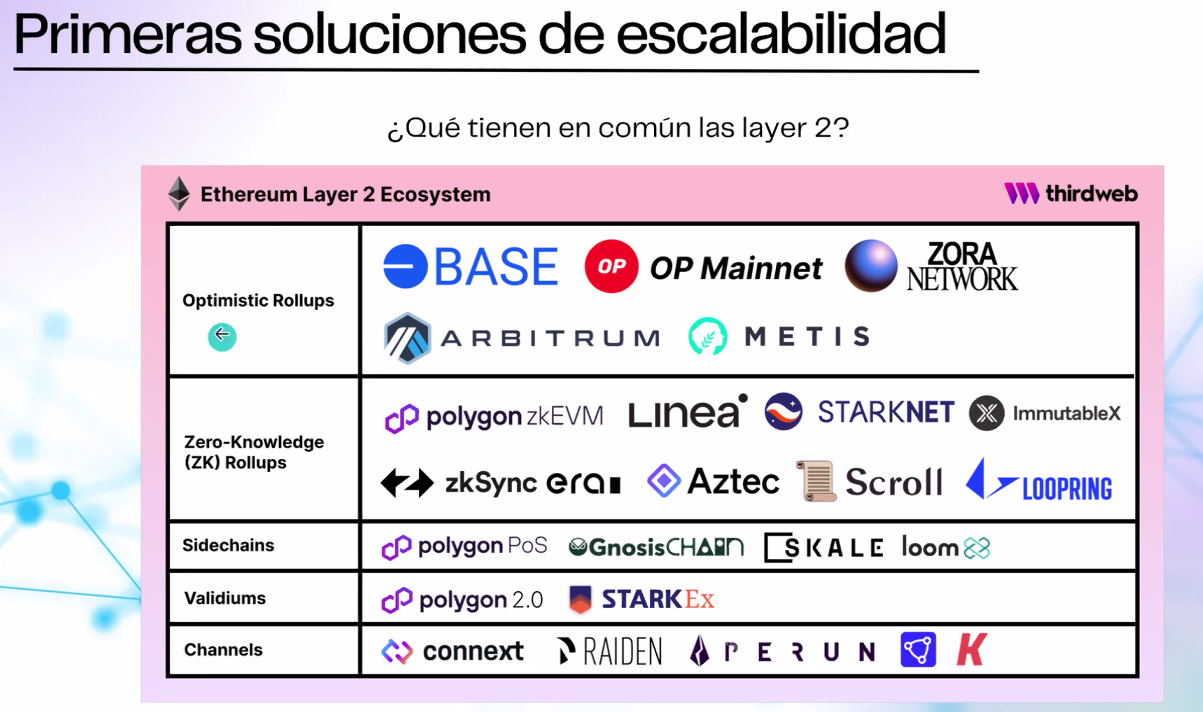 Primeras soluciones de escalabilidad
¿Qué tienen en común las layer 2?
Ethereum Layer 2 Ecosystem
thirdweb
Optimistic Rollups
BASE
OP
OP Mainnet
ZORA
NETWORK
ARBITRUM
METIS
Zero-Knowledge
(ZK) Rollups
polygon zkEVM
Linea
STARKNET
ImmutableX
zkSync era
Aztec
Scroll
LOOPRING
Sidechains
polygon PoS
GnosisCHAIN
SKALE
loom
Validiums
polygon 2.0
STARKEx
Channels
connext
RAIDEN
PERUN
K